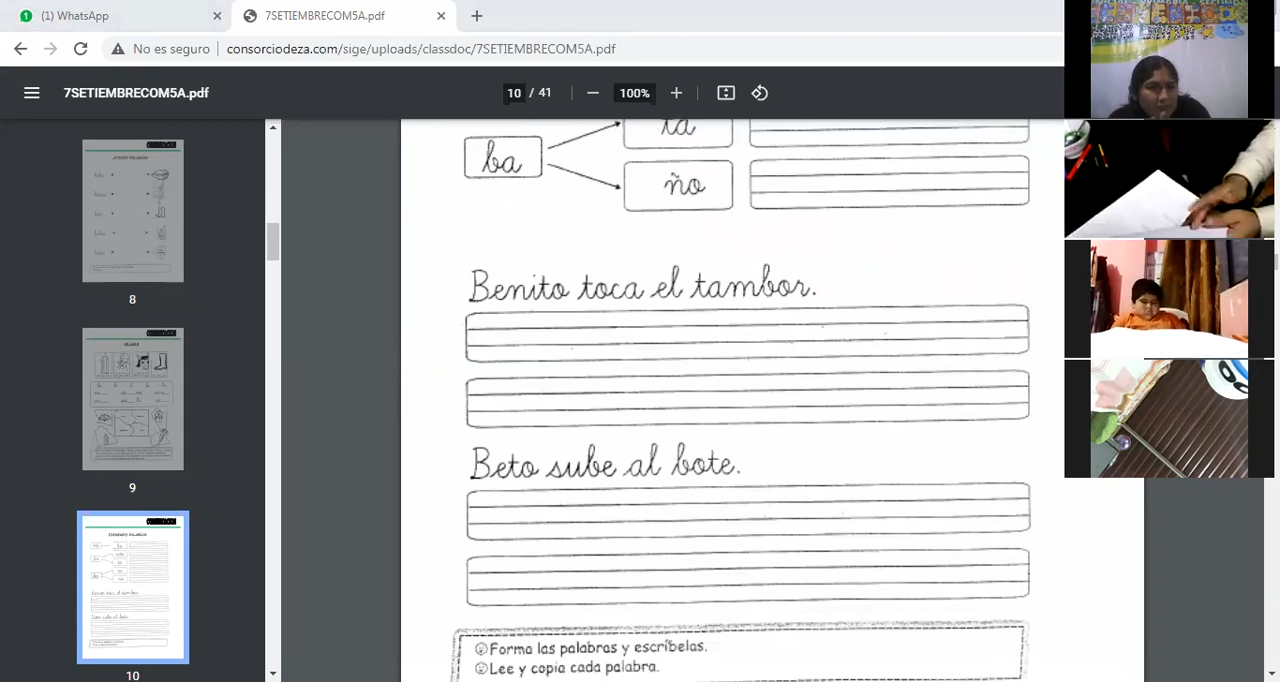 (1) WhatsApp
7SETIEMBRECOM5A.pdf
No es seguro
consorciodeza.com/sige/uploads/classdoc/7SETIEMBRECOM5A.pdf
7SETIEMBRECOM5A.pdf
10 / 41
100%
8
9
10
ta
ba
ño
Benito toca el tambor.
Beto sube al bote.
Forma las palabras y escríbelas.
Lee y copia cada palabra.